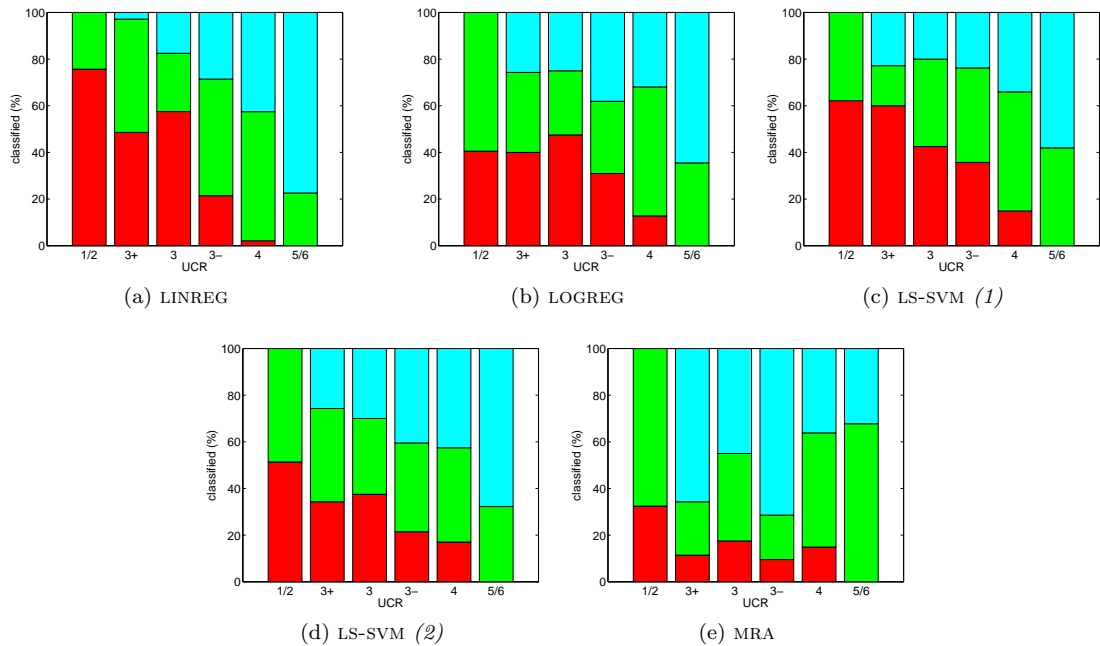 100
80
60
40
20
0
classified (%)
1/2 3+ 3 3− 4 5/6
UCR
(a) LINREG
100
80
60
40
20
0
classified (%)
1/2 3+ 3 3− 4 5/6
UCR
(b) LOGREG
100
80
60
40
20
0
classified (%)
1/2 3+ 3 3− 4 5/6
UCR
(c) LS-SVM (1)
100
80
60
40
20
0
classified (%)
1/2 3+ 3 3− 4 5/6
UCR
(d) LS-SVM (2)
100
80
60
40
20
0
classified (%)
1/2 3+ 3 3− 4 5/6
UCR
(e) MRA